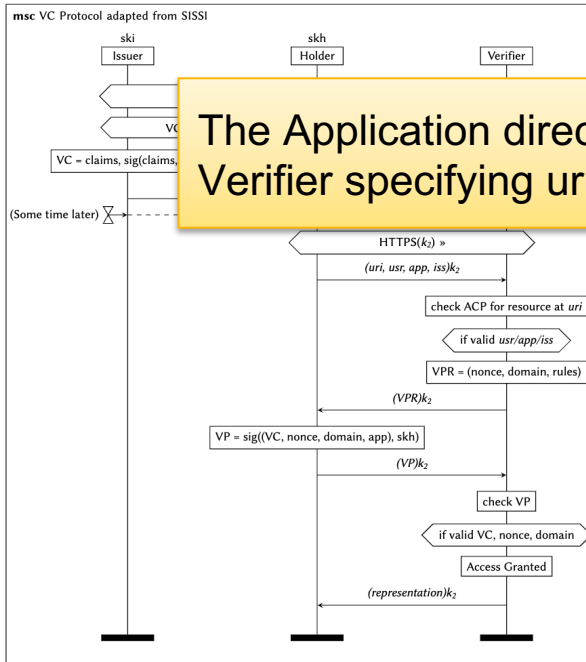 msc VC Protocol adapted from SISSI
ski
skh
Issuer
Holder
Verifier
The Application direc
Verifier specifying ur
VC
VC = claims, sig(claims,
(Some time later)
HTTPS(k₂) »
(uri, usr, app, iss)k₂
check ACP for resource at uri
if valid usr/app/iss
VPR = (nonce, domain, rules)
(VPR)k₂
VP = sig((VC, nonce, domain, app), skh)
(VP)k₂
check VP
if valid VC, nonce, domain
Access Granted
(representation)k₂